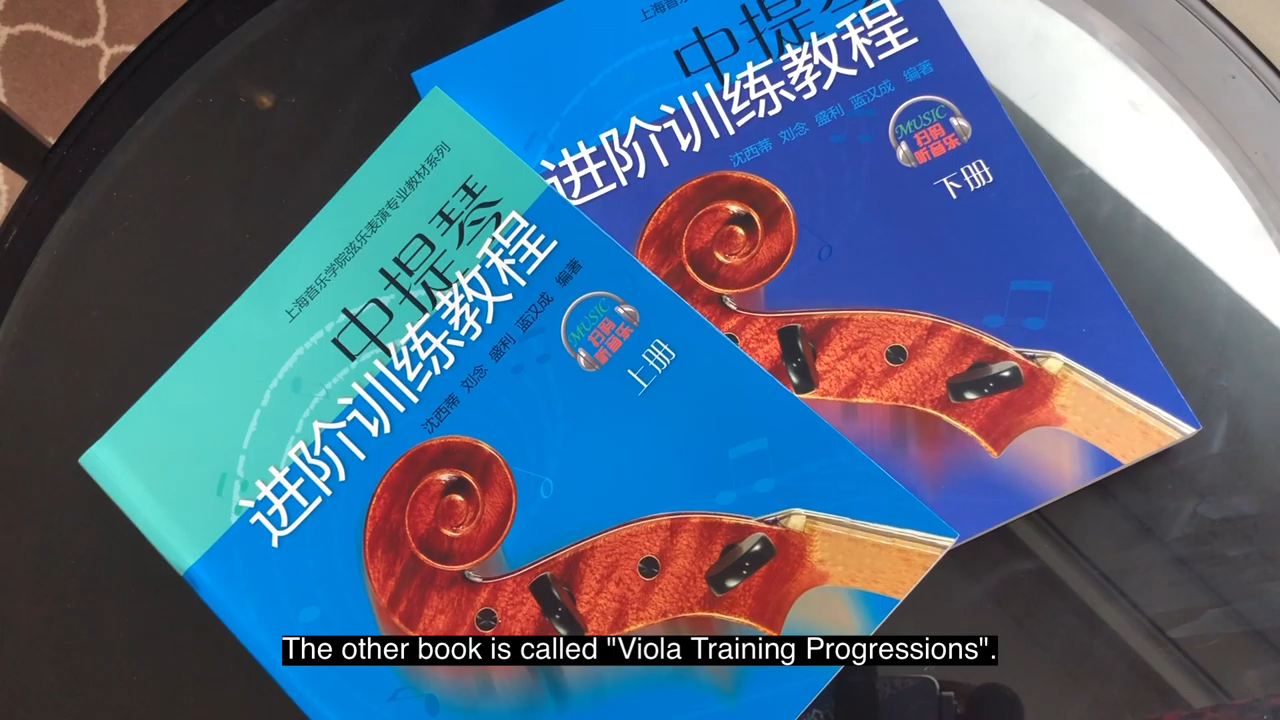 上海音乐学院弦乐表演专业教材系列
中提琴
进阶训练教程
沈西蒂 刘念 盛利 蓝汉成 编著
MUSIC
扫码
听音乐
上册
上海音乐
中提琴
进阶训练教程
沈西蒂 刘念 盛利 蓝汉成 编著
MUSIC
扫码
听音乐
下册
The other book is called "Viola Training Progressions".